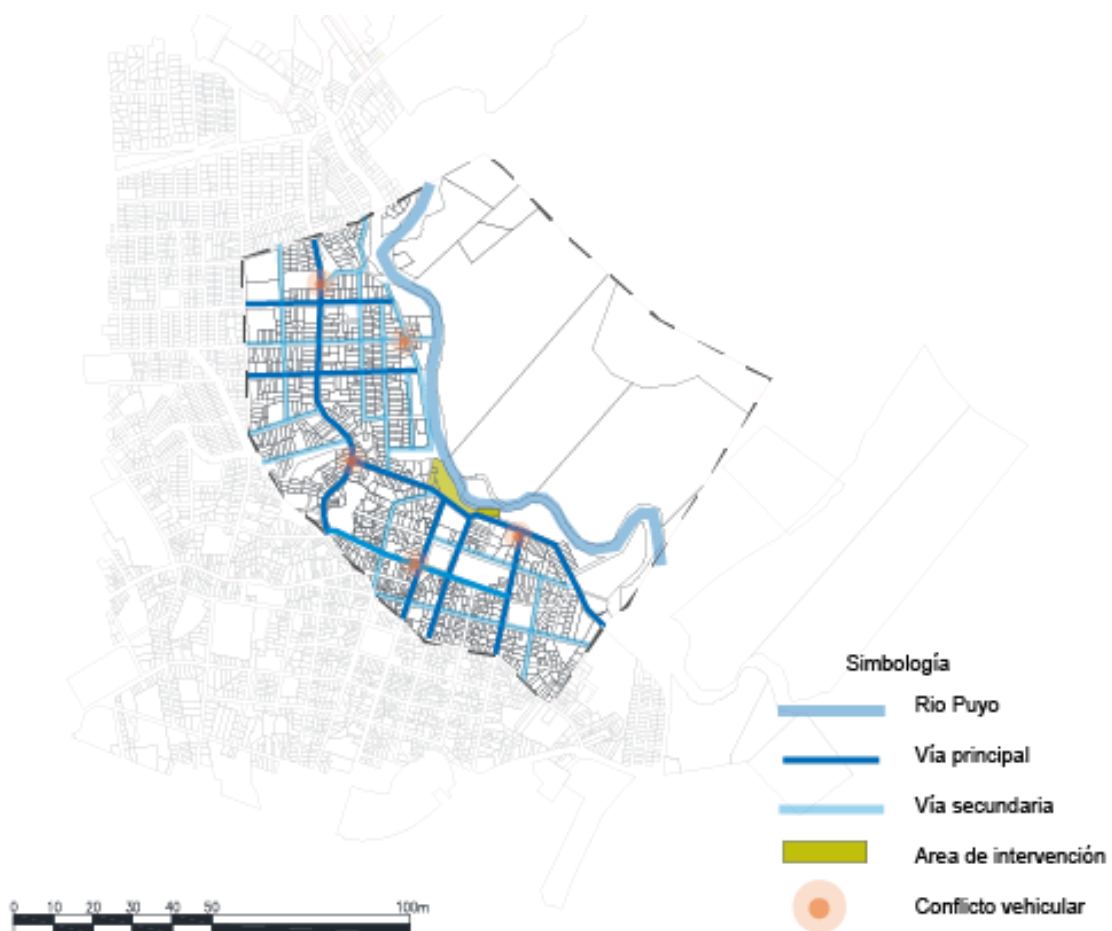 Simbología
Rio Puyo
Vía principal
Vía secundaria
Area de intervención
Conflicto vehicular
0 10 20 30 40 50 100m